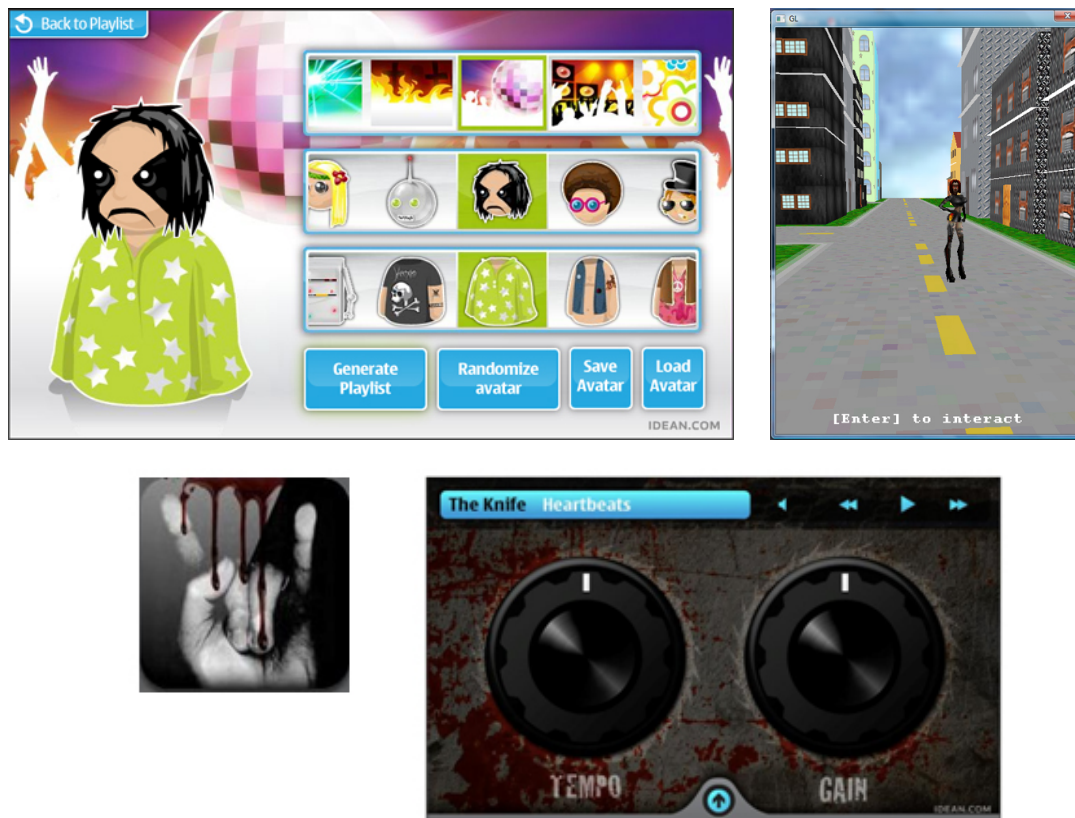 Back to Playlist
GL
Generate
Playlist
Randomize
avatar
Save
Avatar
Load
Avatar
IDEAN.COM
[Enter] to interact
The Knife Heartbeats
TEMPO
GAIN
IDEAN.COM